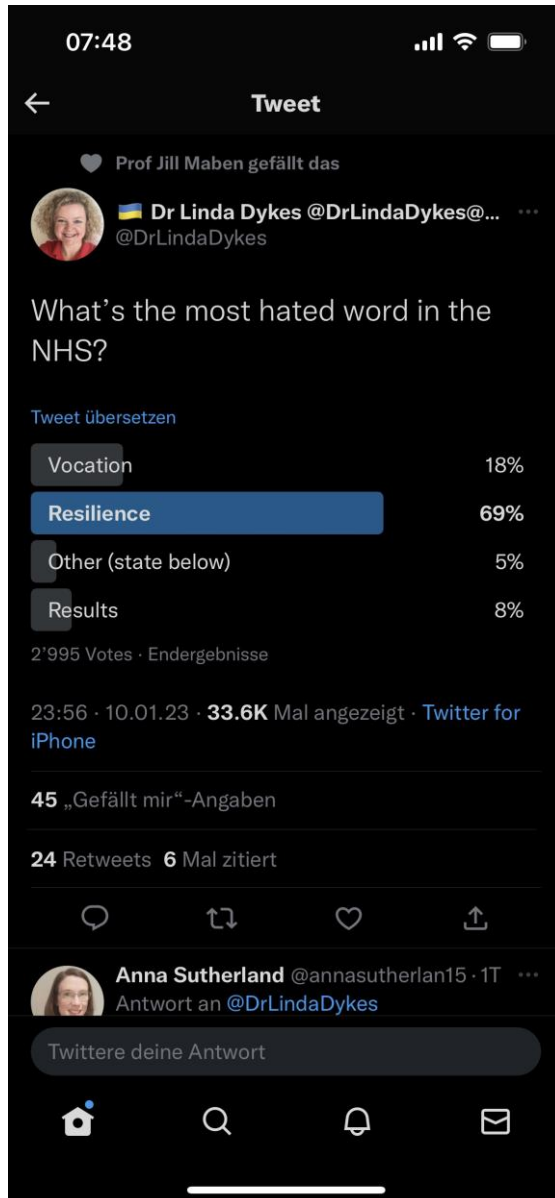 07:48
Tweet
Prof Jill Maben gefällt das
🇺🇦 Dr Linda Dykes @DrLindaDykes@...
@DrLindaDykes
What's the most hated word in the
NHS?
Tweet übersetzen
Vocation 18%
Resilience 69%
Other (state below) 5%
Results 8%
2'995 Votes · Endergebnisse
23:56 · 10.01.23 · 33.6K Mal angezeigt · Twitter for
iPhone
45 „Gefällt mir“-Angaben
24 Retweets 6 Mal zitiert
Anna Sutherland @annasutherlan15 · 1T
Antwort an @DrLindaDykes
Twittere deine Antwort